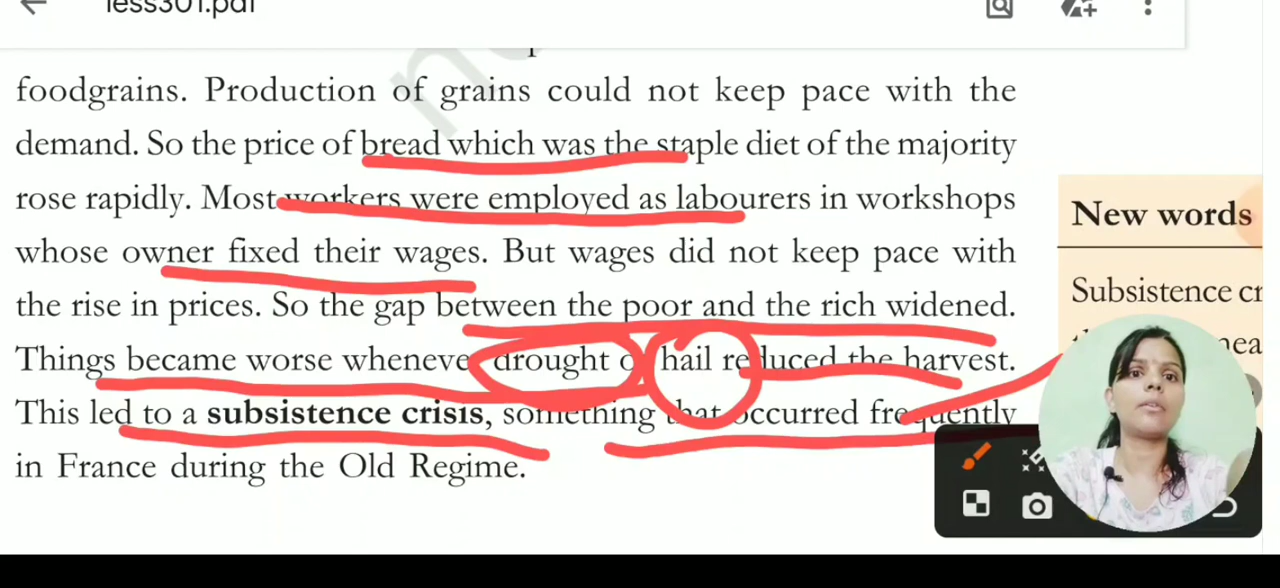 less301.pdf
foodgrains. Production of grains could not keep pace with the
demand. So the price of bread which was the staple diet of the majority
rose rapidly. Most workers were employed as labourers in workshops
whose owner fixed their wages. But wages did not keep pace with
the rise in prices. So the gap between the poor and the rich widened.
Things became worse whenever drought or hail reduced the harvest.
This led to a subsistence crisis, something that occurred frequently
in France during the Old Regime.
New words
Subsistence